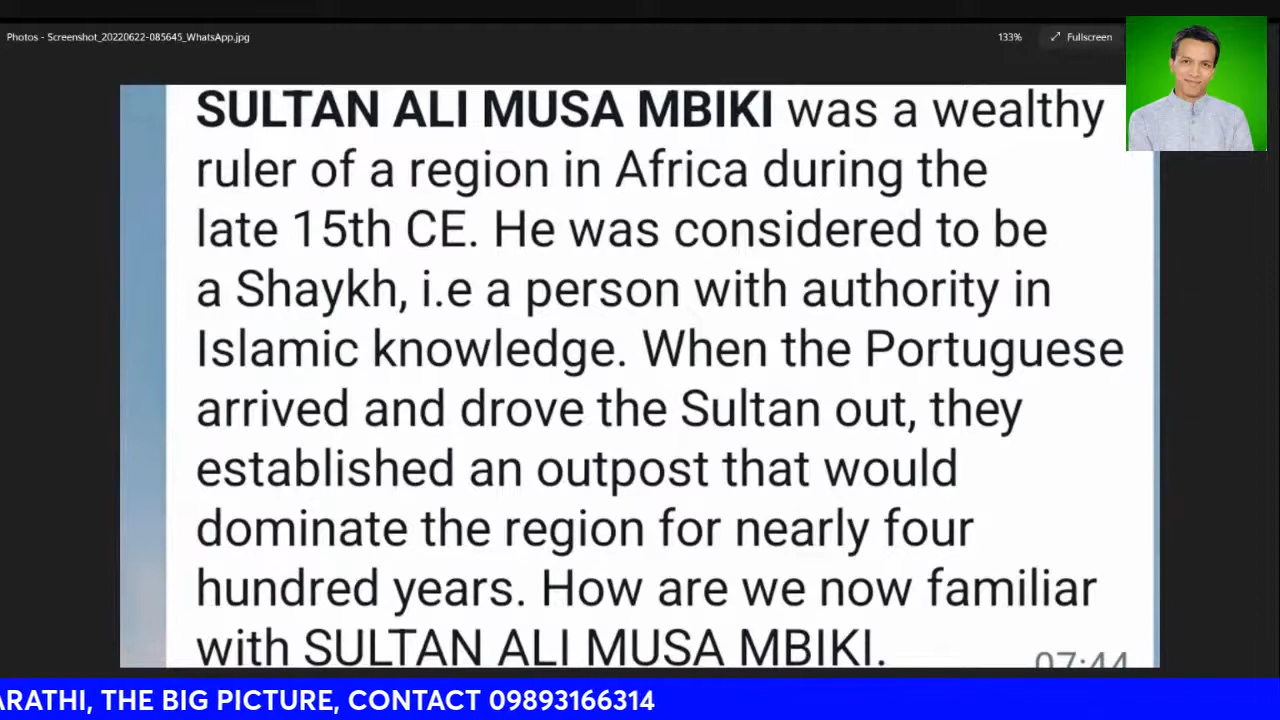 Photos - Screenshot_20220622-085645_WhatsApp.jpg
133%
Fullscreen
SULTAN ALI MUSA MBIKI was a wealthy
ruler of a region in Africa during the
late 15th CE. He was considered to be
a Shaykh, i.e a person with authority in
Islamic knowledge. When the Portuguese
arrived and drove the Sultan out, they
established an outpost that would
dominate the region for nearly four
hundred years. How are we now familiar
with SULTAN ALI MUSA MBIKI.
07:44
ARATHI, THE BIG PICTURE, CONTACT 09893166314